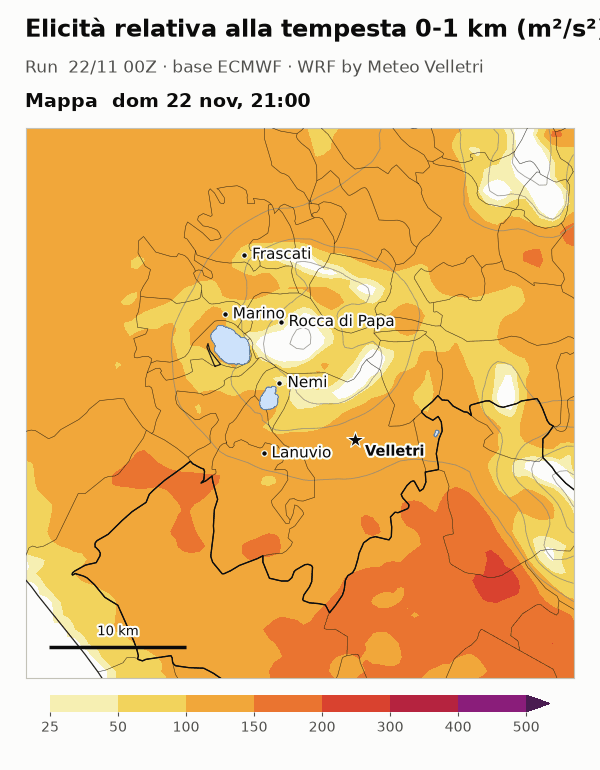 Elicità relativa alla tempesta 0-1 km (m²/s²)
Run  22/11 00Z · base ECMWF · WRF by Meteo Velletri
Mappa  dom 22 nov, 21:00
Frascati
Marino
Rocca di Papa
Nemi
Velletri
Lanuvio
10 km
25 50 100 150 200 300 400 500